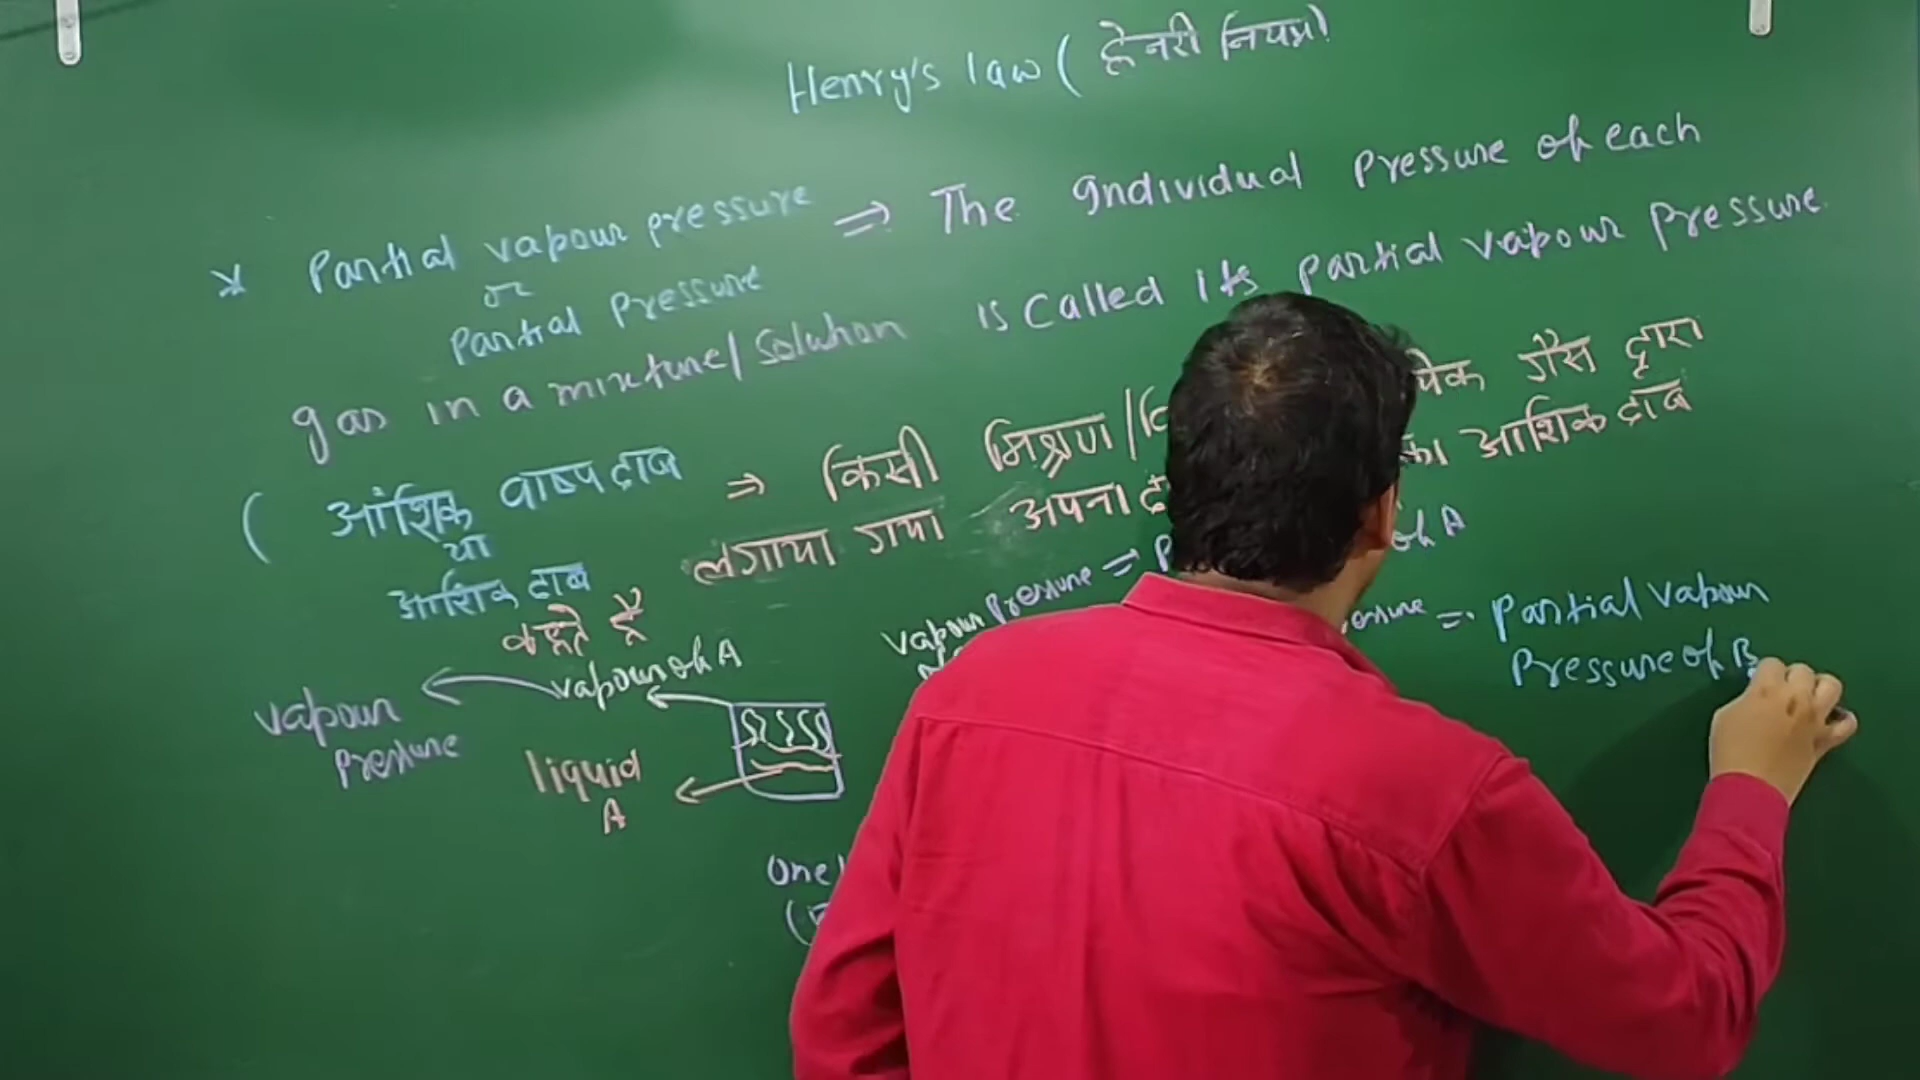 Henry's law ( हेनरी नियम)
* Partial vapour pressure ⇒ The Individual pressure of each
or
Partial pressure
gas in a mixture/solution is called its partial vapour pressure.
( आंशिक वाष्पदाब ⇒ किसी मिश्रण/वि गैस द्वारा
या
आशिक दाब
लगाया गया अपना का आशिक दाब
कहते हैं
vapour pressure = of A
= Partial vapour
pressure of B
vapour of A
vapour
pressure
liquid
A
One